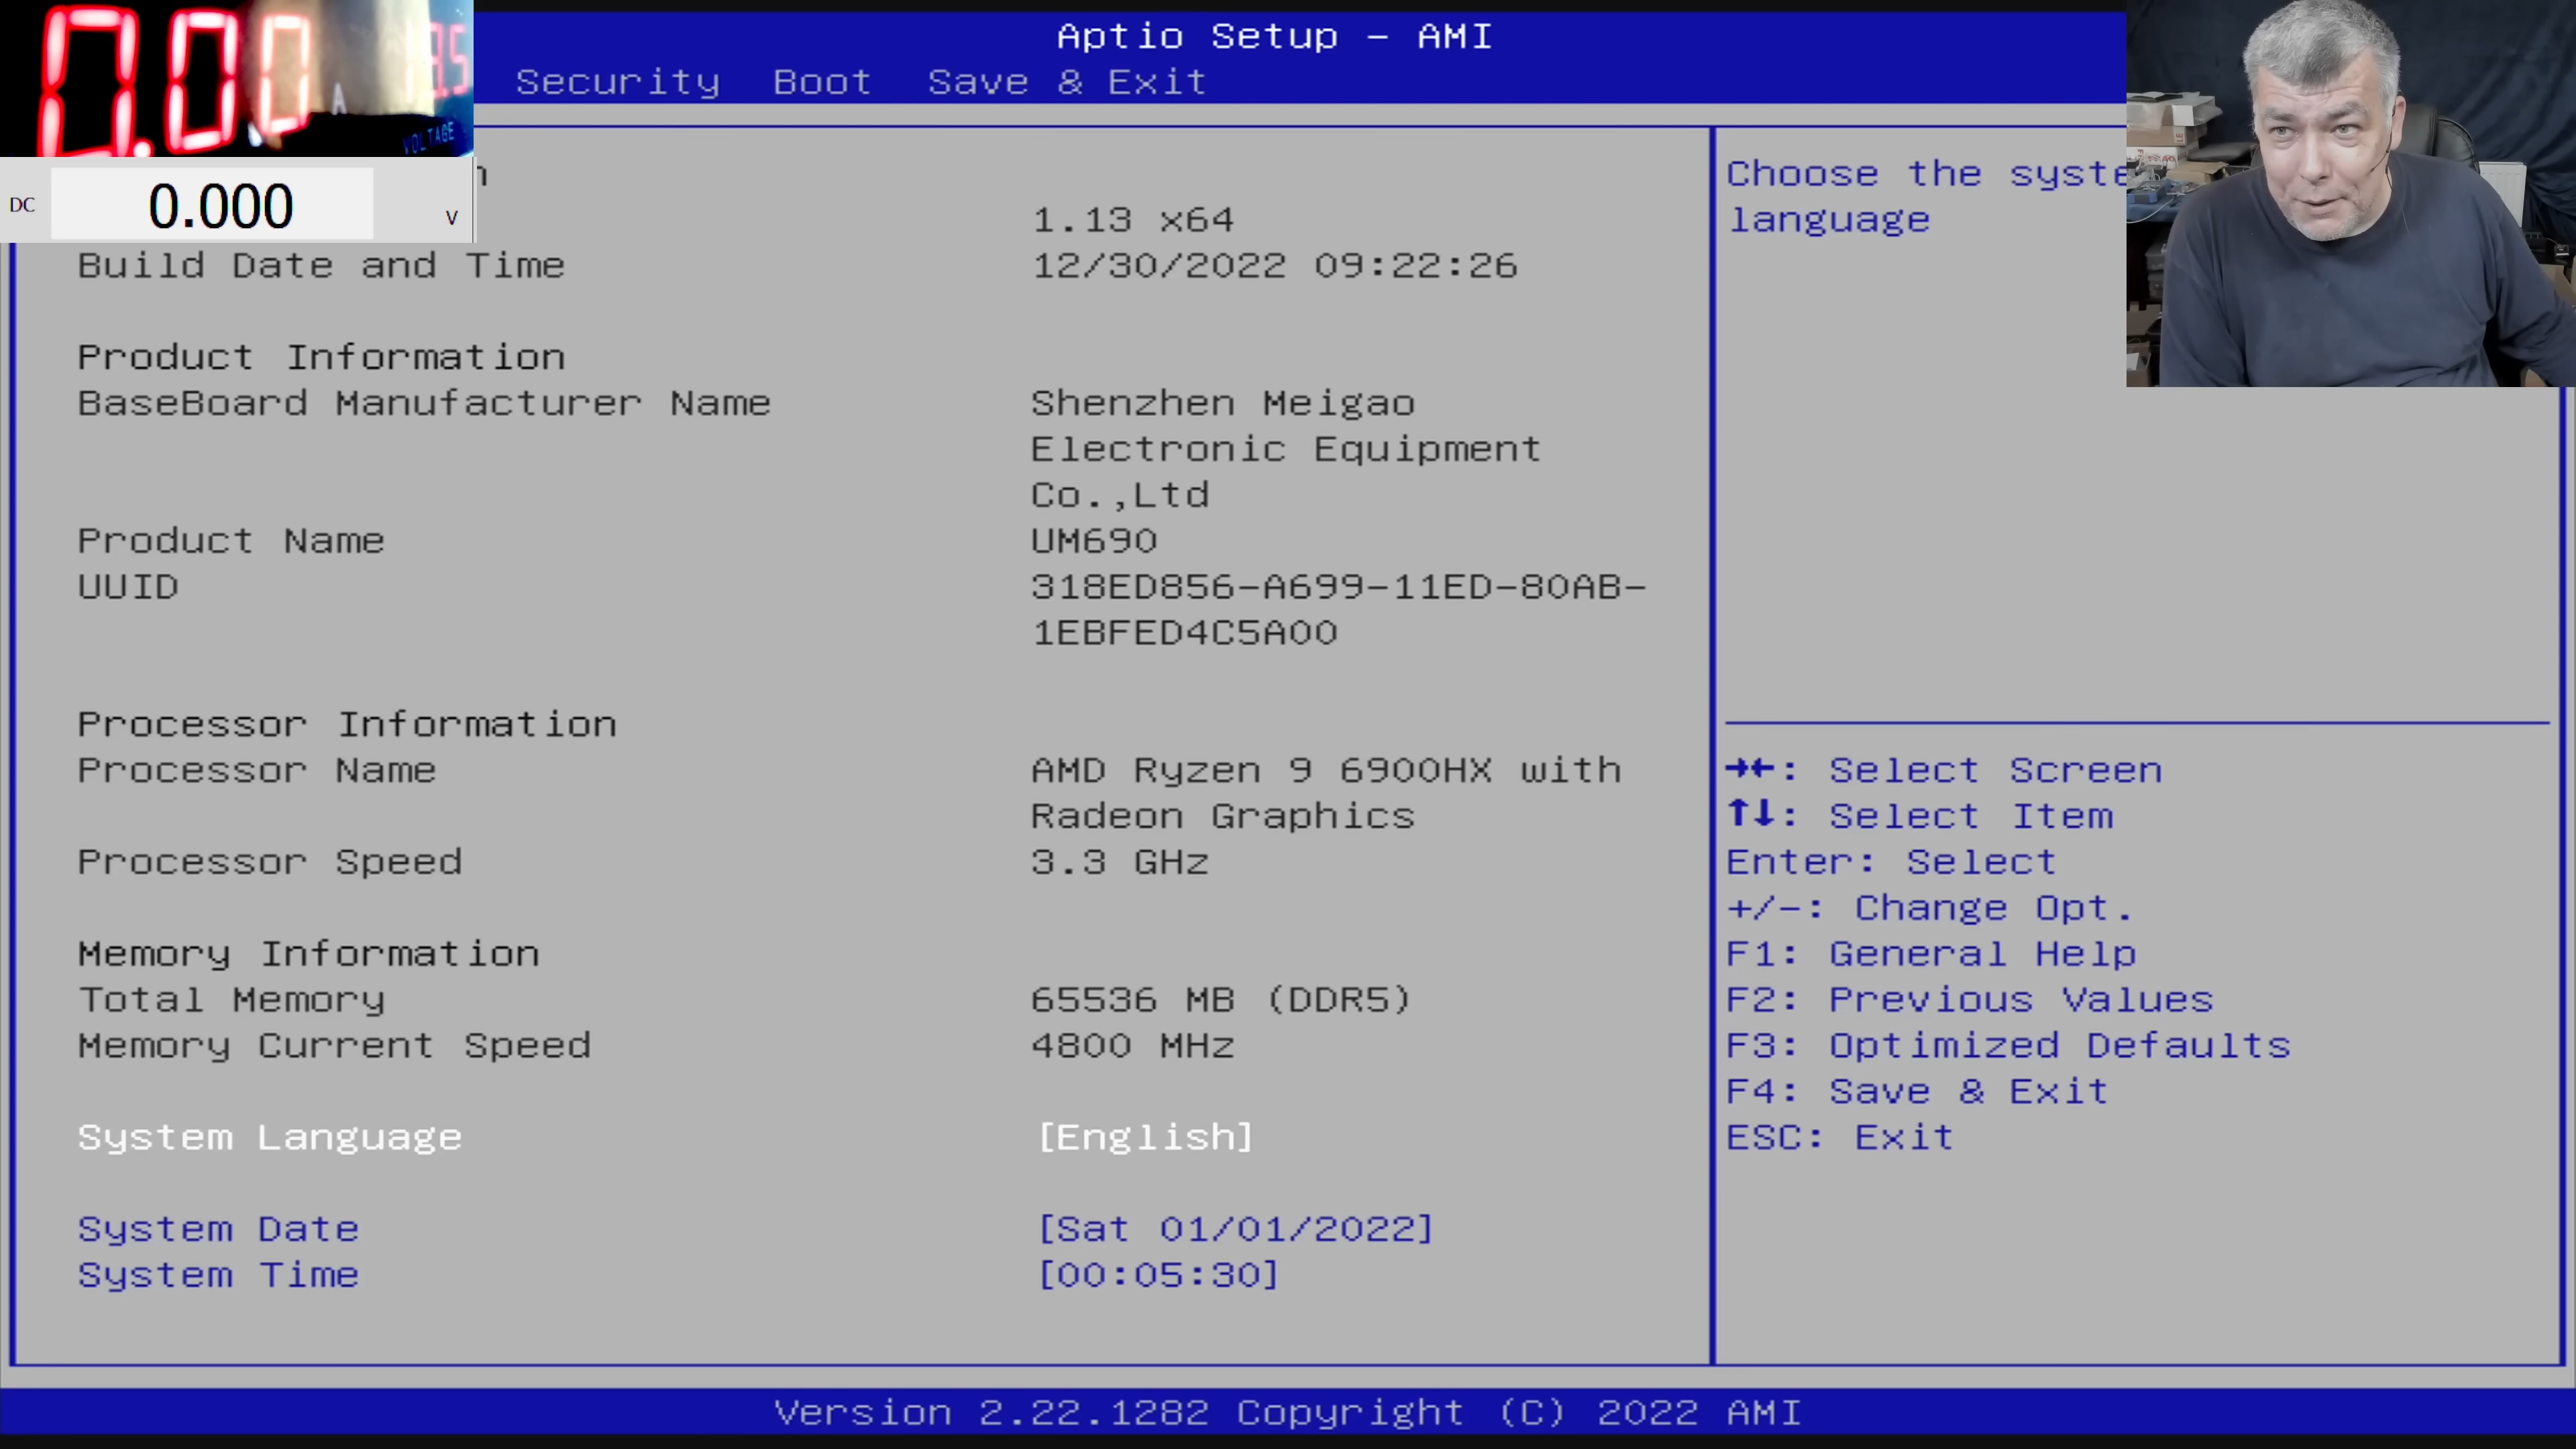 0.00 A
VOLTAGE
DC 0.000 V
Aptio Setup – AMI
Security Boot Save & Exit
1.13 x64
Build Date and Time 12/30/2022 09:22:26
Product Information
BaseBoard Manufacturer Name Shenzhen Meigao
Electronic Equipment
Co.,Ltd
Product Name UM690
UUID 318ED856-A699-11ED-80AB-
1EBFED4C5A00
Processor Information
Processor Name AMD Ryzen 9 6900HX with
Radeon Graphics
Processor Speed 3.3 GHz
Memory Information
Total Memory 65536 MB (DDR5)
Memory Current Speed 4800 MHz
System Language [English]
System Date [Sat 01/01/2022]
System Time [00:05:30]
Choose the syste
language
→←: Select Screen
↑↓: Select Item
Enter: Select
+/-: Change Opt.
F1: General Help
F2: Previous Values
F3: Optimized Defaults
F4: Save & Exit
ESC: Exit
Version 2.22.1282 Copyright (C) 2022 AMI